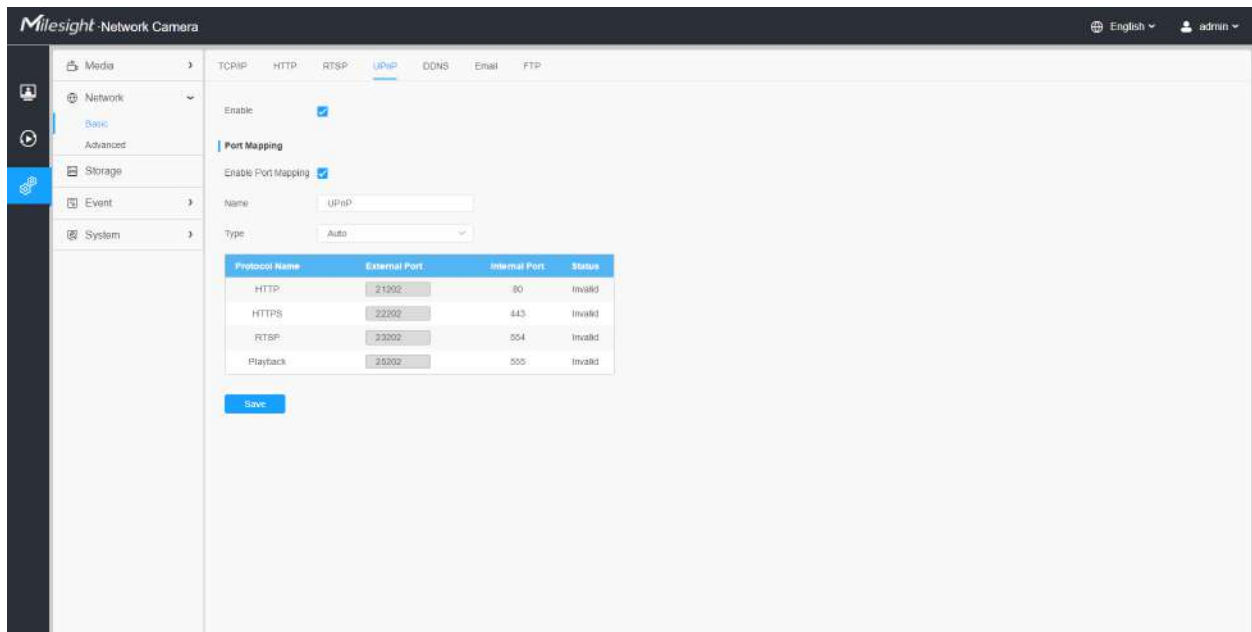 Milesight Network Camera
English
admin
Media
TCP/IP HTTP RTSP UPnP DDNS Email FTP
Network
Basic
Advanced
Storage
Event
System
Enable
Port Mapping
Enable Port Mapping
Name UPnP
Type Auto
Protocol Name External Port Internal Port Status
HTTP 21202 80 Invalid
HTTPS 22202 443 Invalid
RTSP 23202 554 Invalid
Playback 25202 555 Invalid
Save